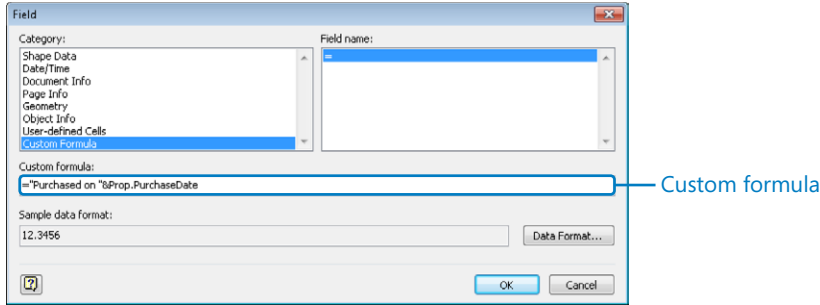 Field
Category:
Field name:
Shape Data
Date/Time
Document Info
Page Info
Geometry
Object Info
User-defined Cells
Custom Formula
=
Custom formula:
="Purchased on "&Prop.PurchaseDate
Custom formula
Sample data format:
12.3456
Data Format...
?
OK
Cancel